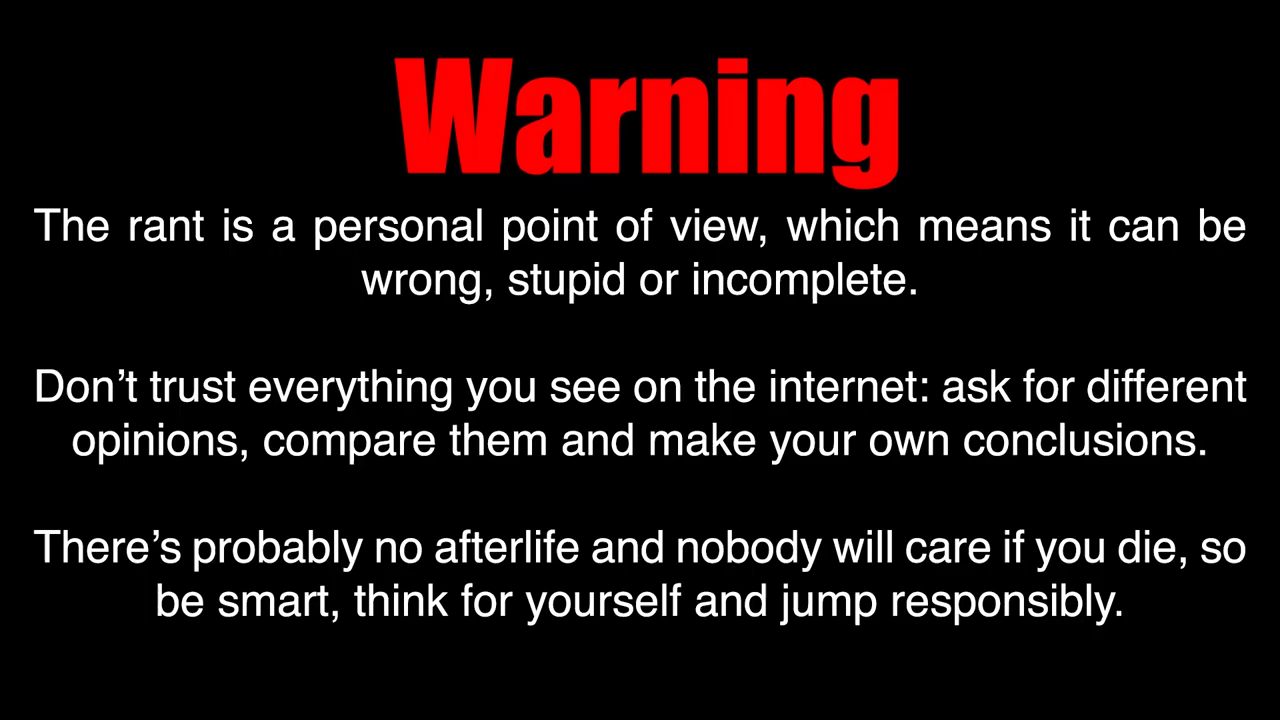 Warning
The rant is a personal point of view, which means it can be
wrong, stupid or incomplete.
Don’t trust everything you see on the internet: ask for different
opinions, compare them and make your own conclusions.
There’s probably no afterlife and nobody will care if you die, so
be smart, think for yourself and jump responsibly.